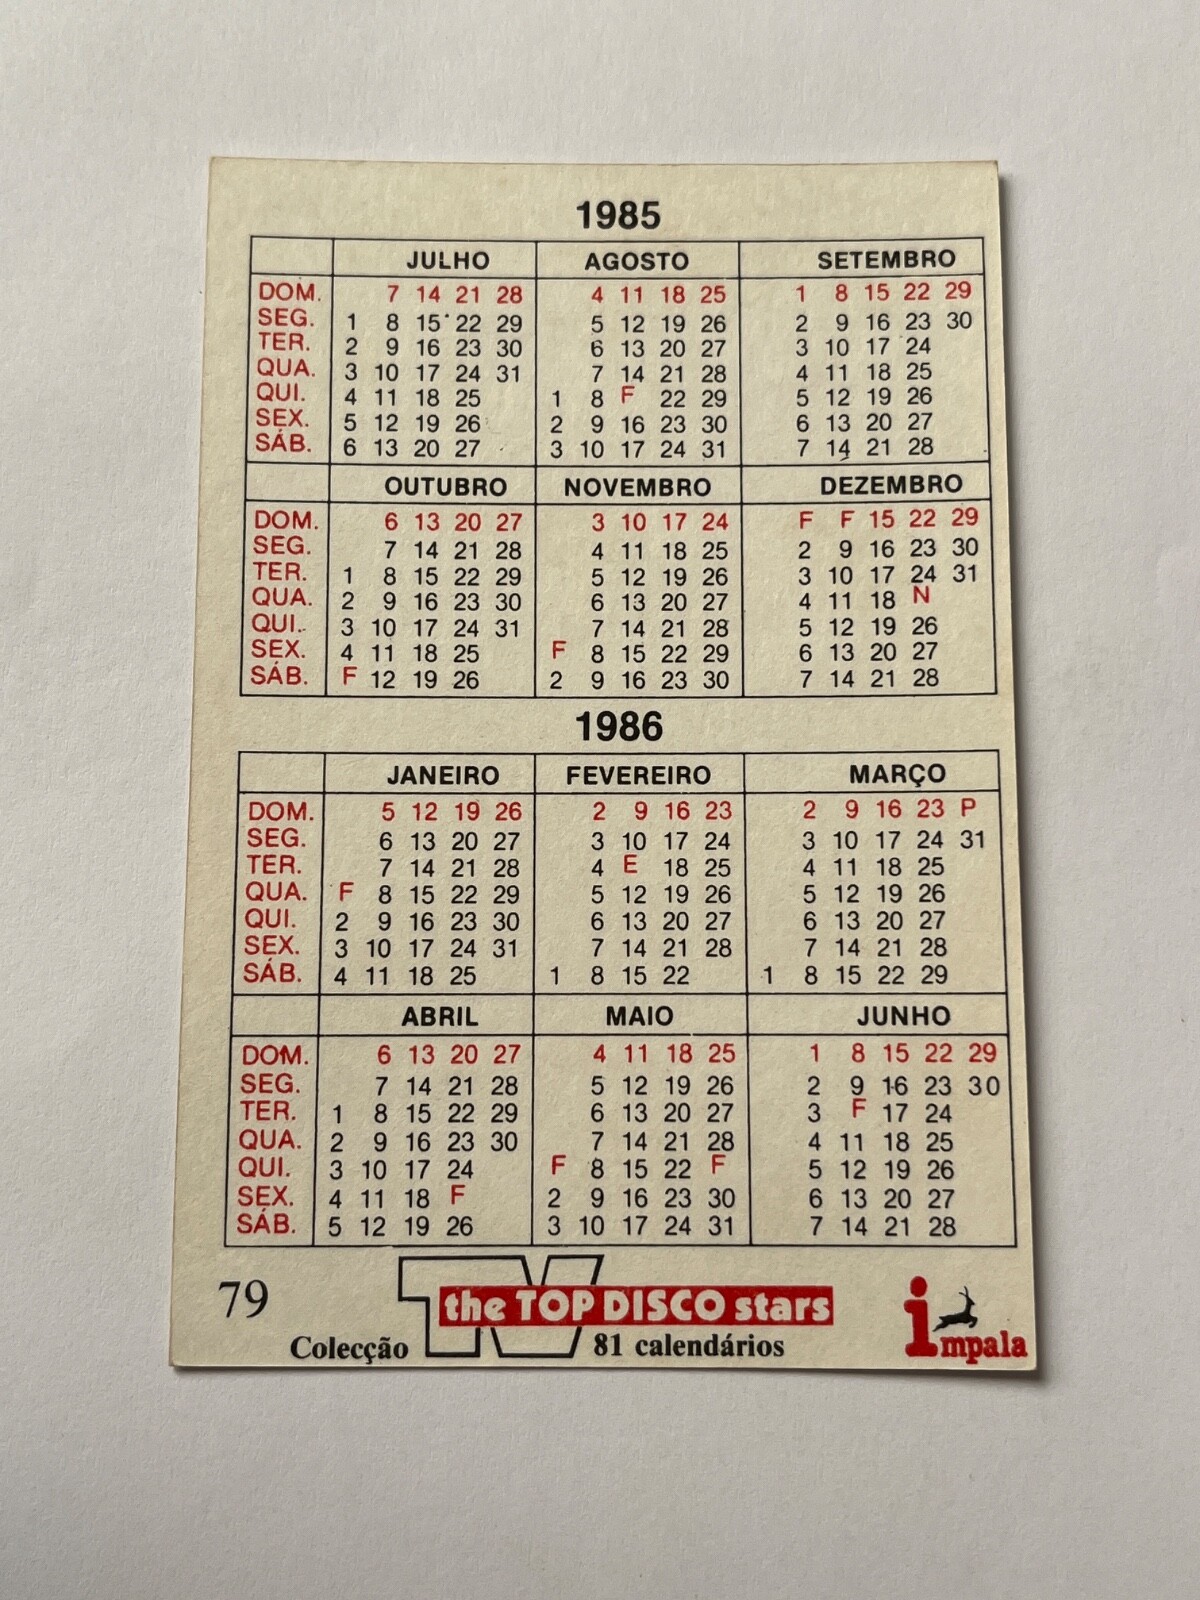 1985
JULHO AGOSTO SETEMBRO
DOM. 7 14 21 28 4 11 18 25 1 8 15 22 29
SEG. 1 8 15 22 29 5 12 19 26 2 9 16 23 30
TER. 2 9 16 23 30 6 13 20 27 3 10 17 24
QUA. 3 10 17 24 31 7 14 21 28 4 11 18 25
QUI. 4 11 18 25 1 8 F 22 29 5 12 19 26
SEX. 5 12 19 26 2 9 16 23 30 6 13 20 27
SÁB. 6 13 20 27 3 10 17 24 31 7 14 21 28
OUTUBRO NOVEMBRO DEZEMBRO
DOM. 6 13 20 27 3 10 17 24 F F 15 22 29
SEG. 7 14 21 28 4 11 18 25 2 9 16 23 30
TER. 1 8 15 22 29 5 12 19 26 3 10 17 24 31
QUA. 2 9 16 23 30 6 13 20 27 4 11 18 N
QUI. 3 10 17 24 31 7 14 21 28 5 12 19 26
SEX. 4 11 18 25 F 8 15 22 29 6 13 20 27
SÁB. F 12 19 26 2 9 16 23 30 7 14 21 28
1986
JANEIRO FEVEREIRO MARÇO
DOM. 5 12 19 26 2 9 16 23 2 9 16 23 P
SEG. 6 13 20 27 3 10 17 24 3 10 17 24 31
TER. 7 14 21 28 4 E 18 25 4 11 18 25
QUA. F 8 15 22 29 5 12 19 26 5 12 19 26
QUI. 2 9 16 23 30 6 13 20 27 6 13 20 27
SEX. 3 10 17 24 31 7 14 21 28 7 14 21 28
SÁB. 4 11 18 25 1 8 15 22 1 8 15 22 29
ABRIL MAIO JUNHO
DOM. 6 13 20 27 4 11 18 25 1 8 15 22 29
SEG. 7 14 21 28 5 12 19 26 2 9 16 23 30
TER. 1 8 15 22 29 6 13 20 27 3 F 17 24
QUA. 2 9 16 23 30 7 14 21 28 4 11 18 25
QUI. 3 10 17 24 F 8 15 22 F 5 12 19 26
SEX. 4 11 18 F 2 9 16 23 30 6 13 20 27
SÁB. 5 12 19 26 3 10 17 24 31 7 14 21 28
79 TV the TOP DISCO stars impala
Colecção 81 calendários